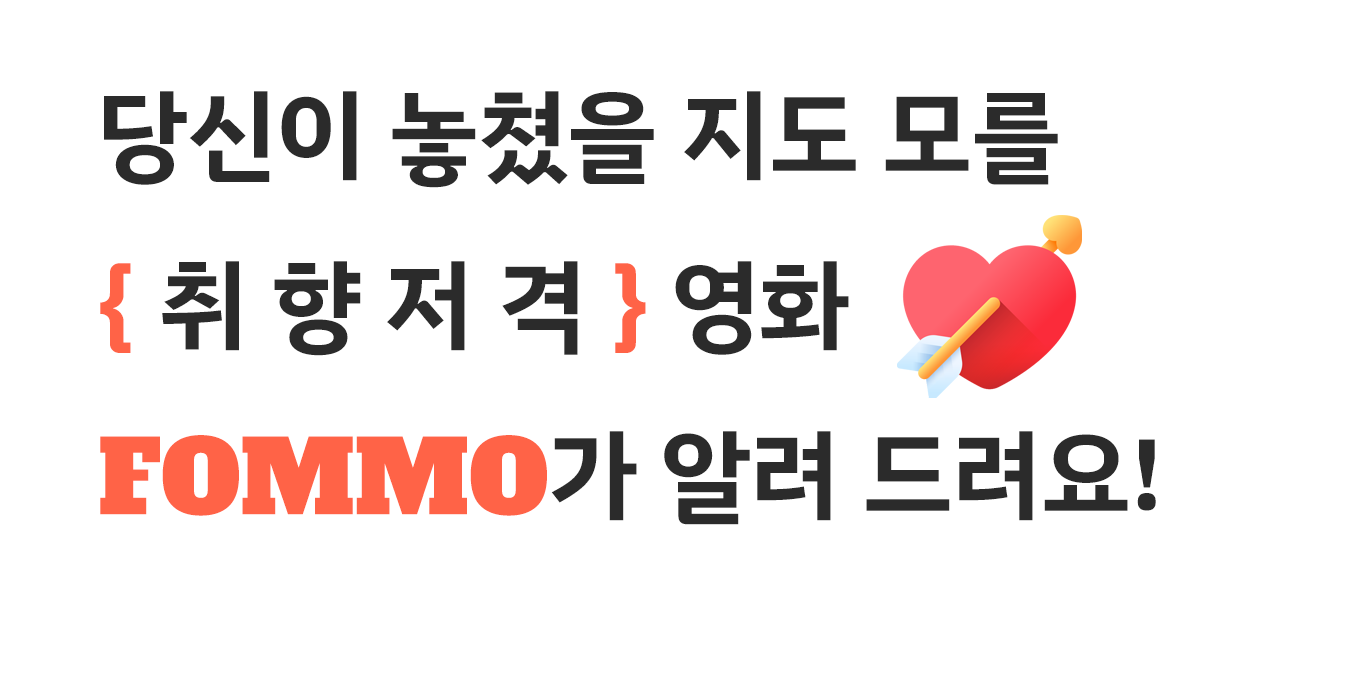 당신이 놓쳤을 지도 모를
{ 취 향 저 격 } 영화
FOMMO가 알려 드려요!